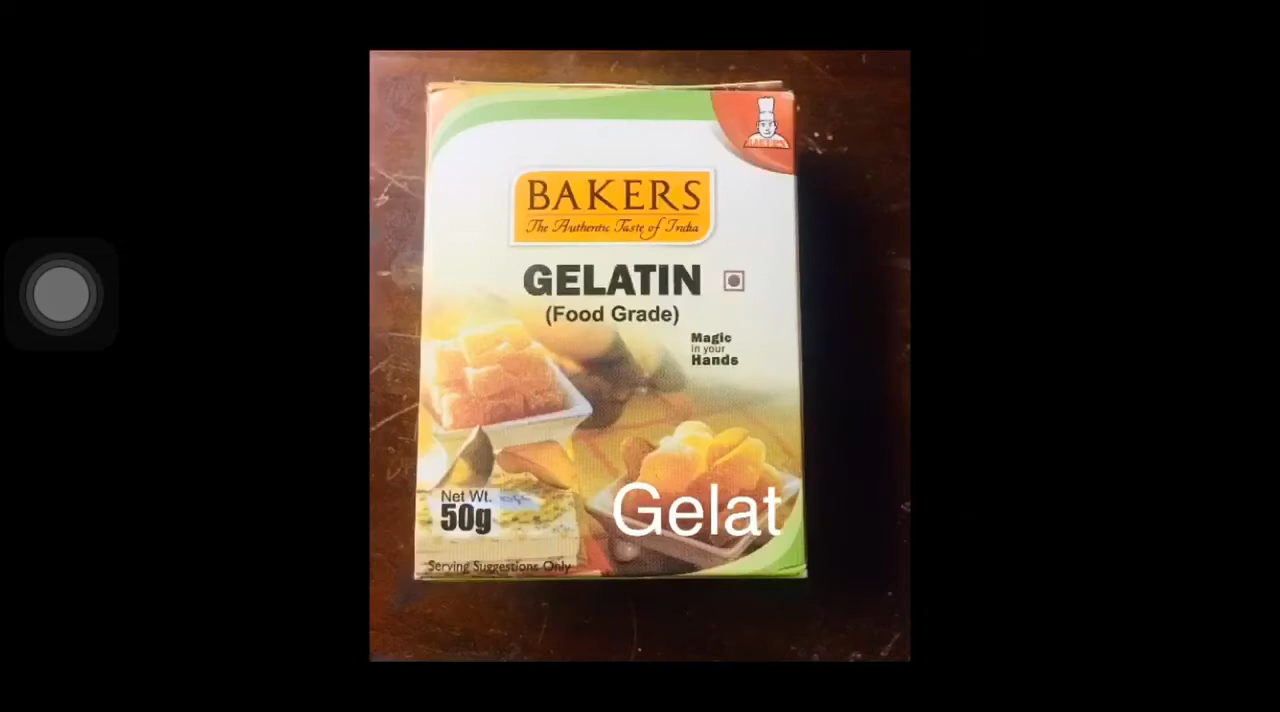 BAKERS
The Authentic Taste of India
GELATIN
(Food Grade)
Magic
in your
Hands
Gelat
Net Wt.
50g
Serving Suggestions Only